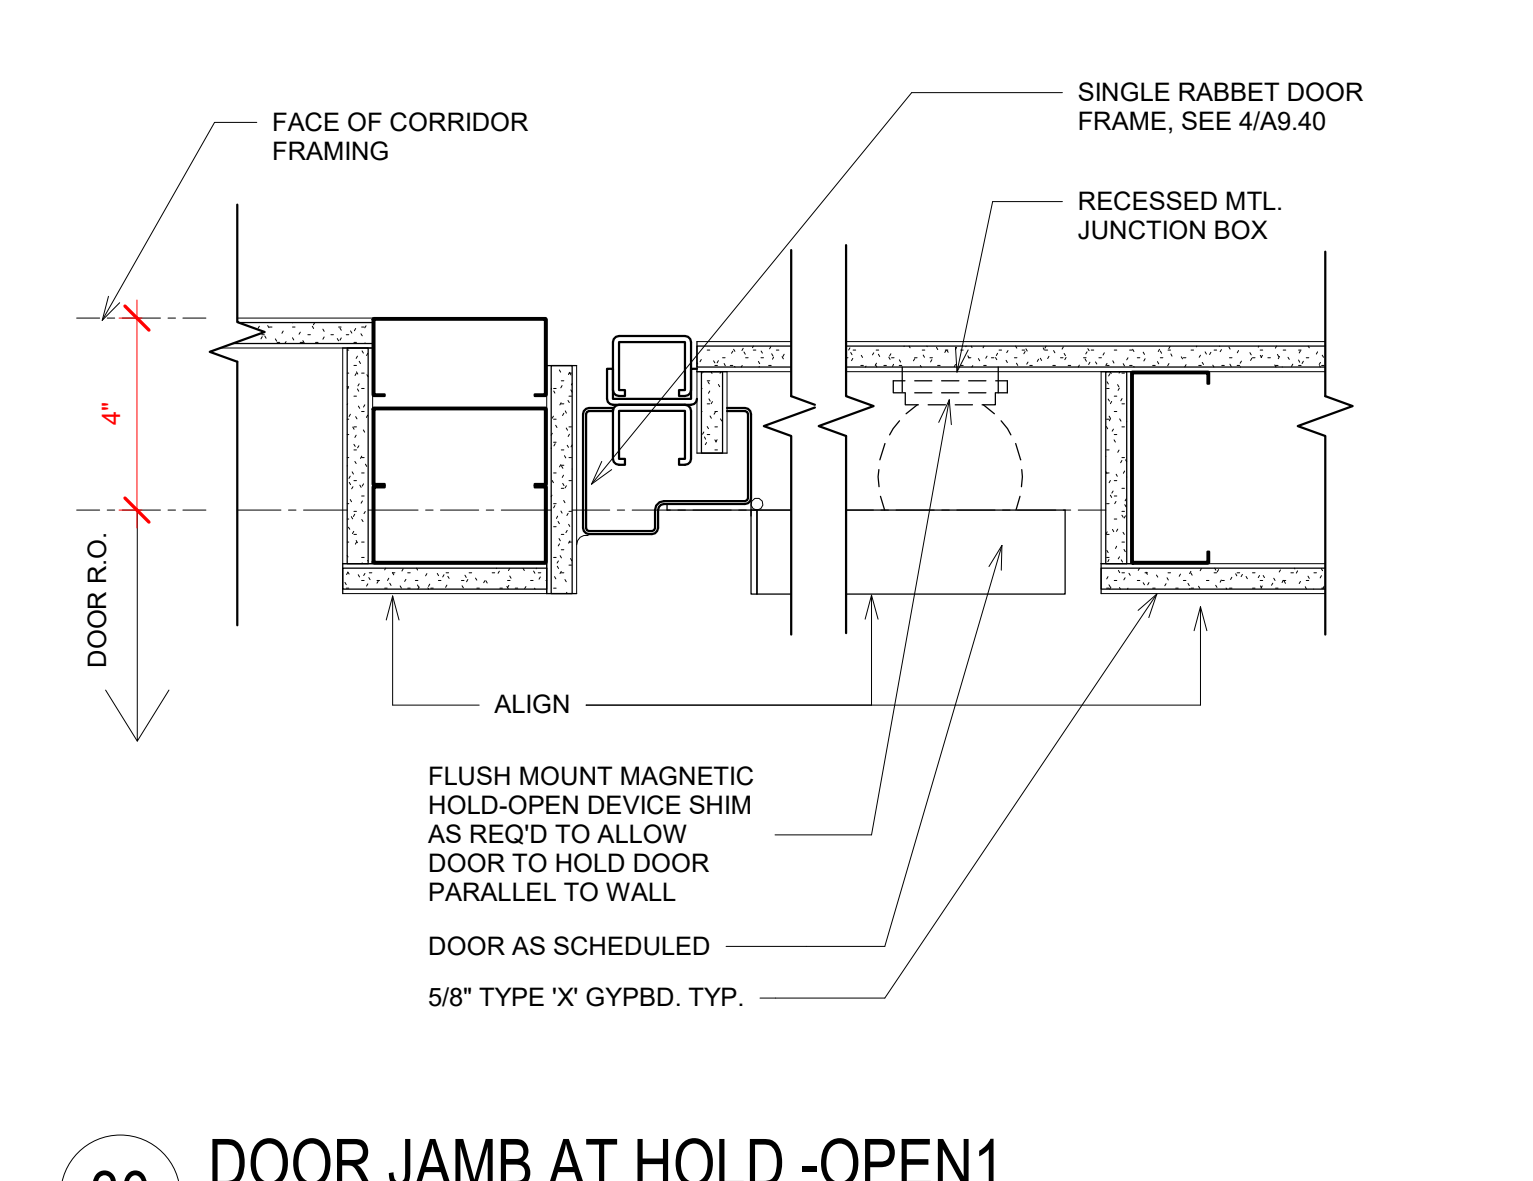 SINGLE RABBET DOOR
FRAME, SEE 4/A9.40
FACE OF CORRIDOR
FRAMING
RECESSED MTL.
JUNCTION BOX
4"
DOOR R.O.
ALIGN
FLUSH MOUNT MAGNETIC
HOLD-OPEN DEVICE SHIM
AS REQ'D TO ALLOW
DOOR TO HOLD DOOR
PARALLEL TO WALL
DOOR AS SCHEDULED
5/8" TYPE 'X' GYPBD. TYP.
DOOR JAMB AT HOLD -OPEN1